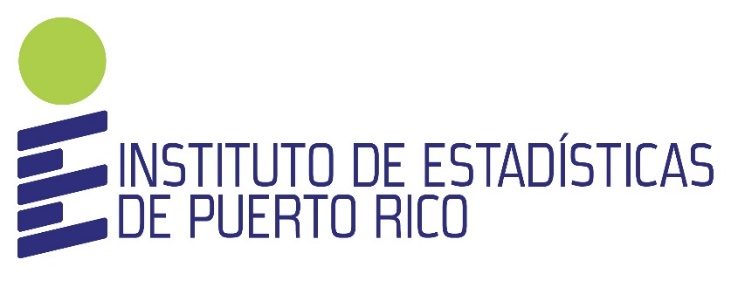 INSTITUTO DE ESTADÍSTICAS
DE PUERTO RICO